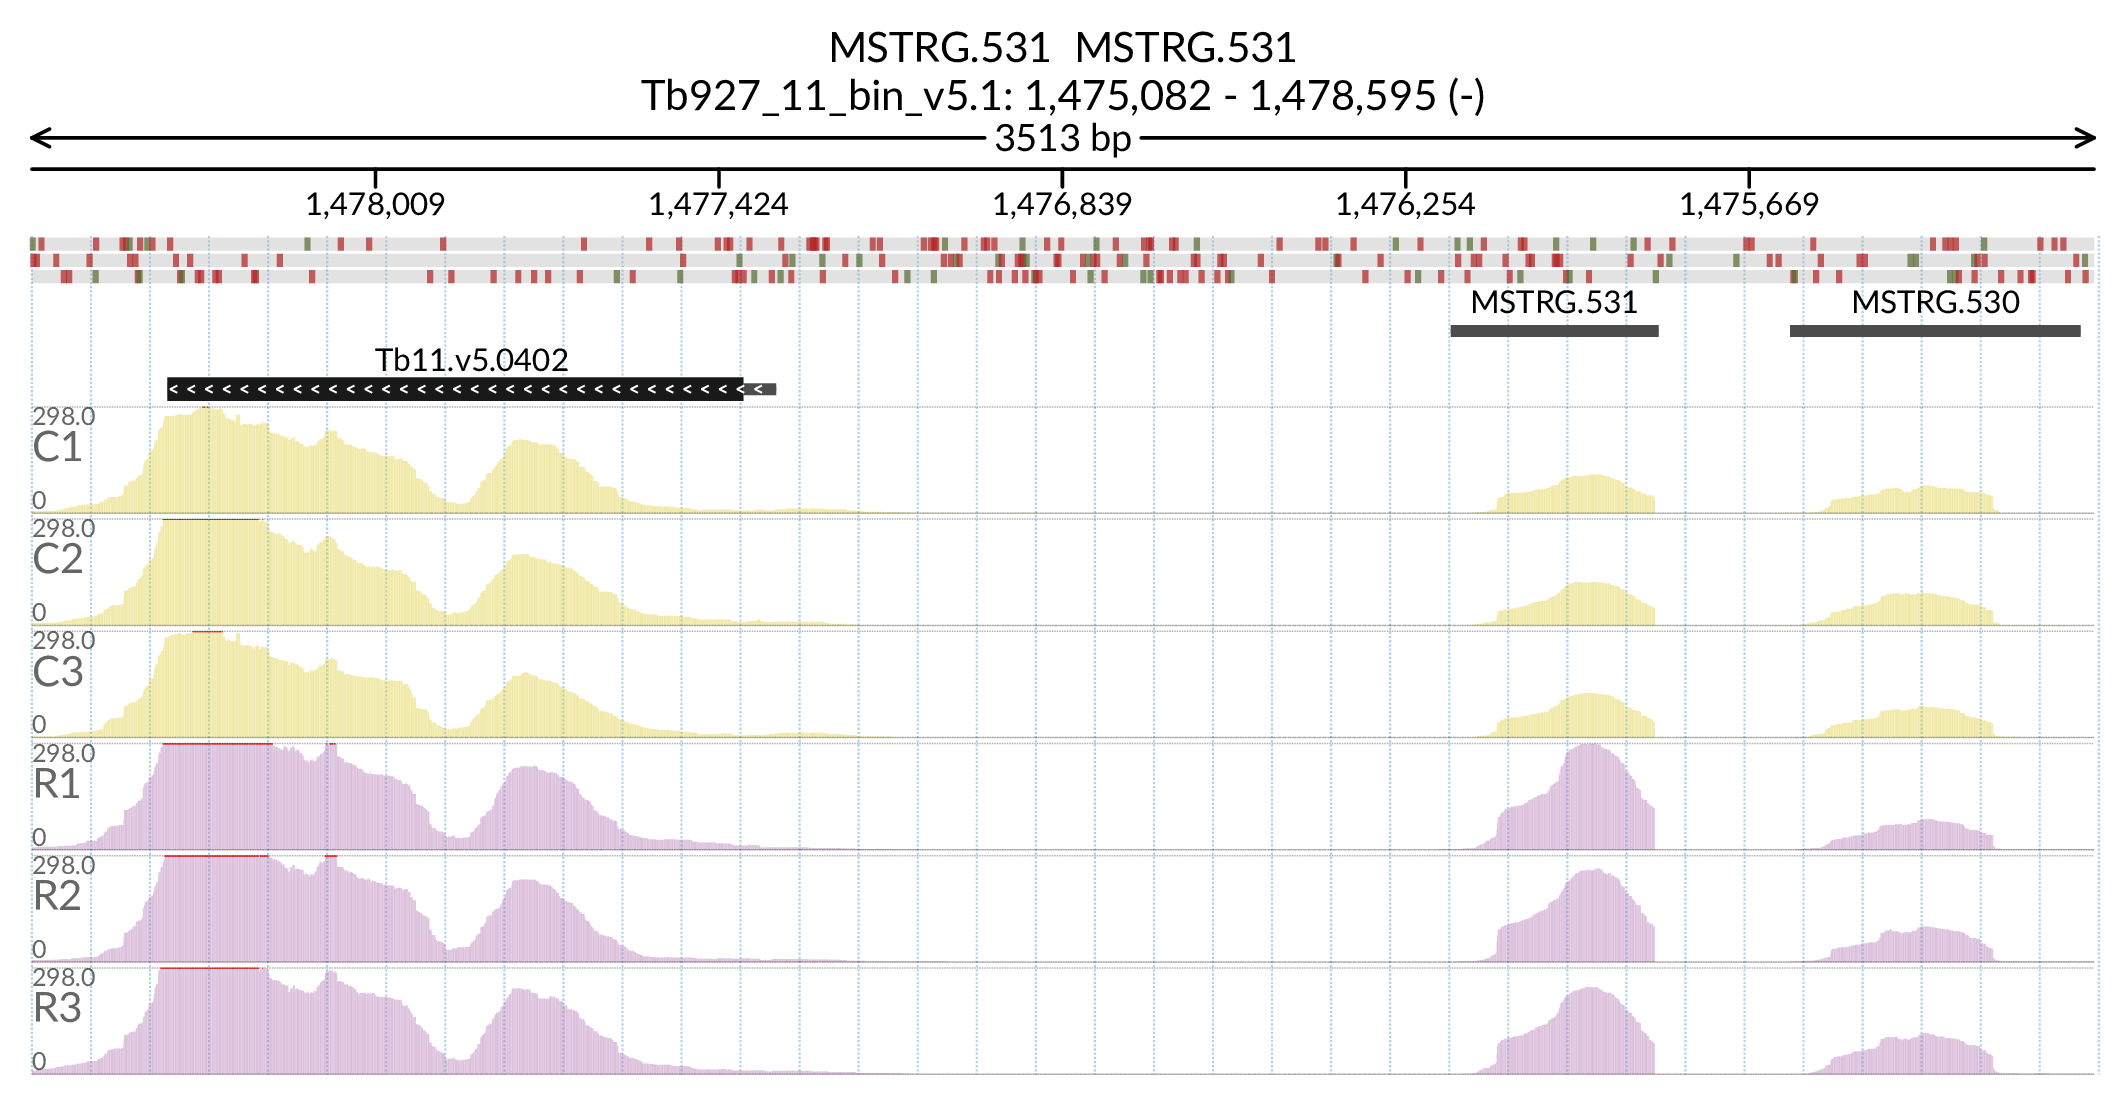 MSTRG.531 MSTRG.531
Tb927_11_bin_v5.1: 1,475,082 - 1,478,595 (-)
3513 bp
1,478,009 1,477,424 1,476,839 1,476,254 1,475,669
MSTRG.531 MSTRG.530
Tb11.v5.0402
298.0
C1
0
298.0
C2
0
298.0
C3
0
298.0
R1
0
298.0
R2
0
298.0
R3
0